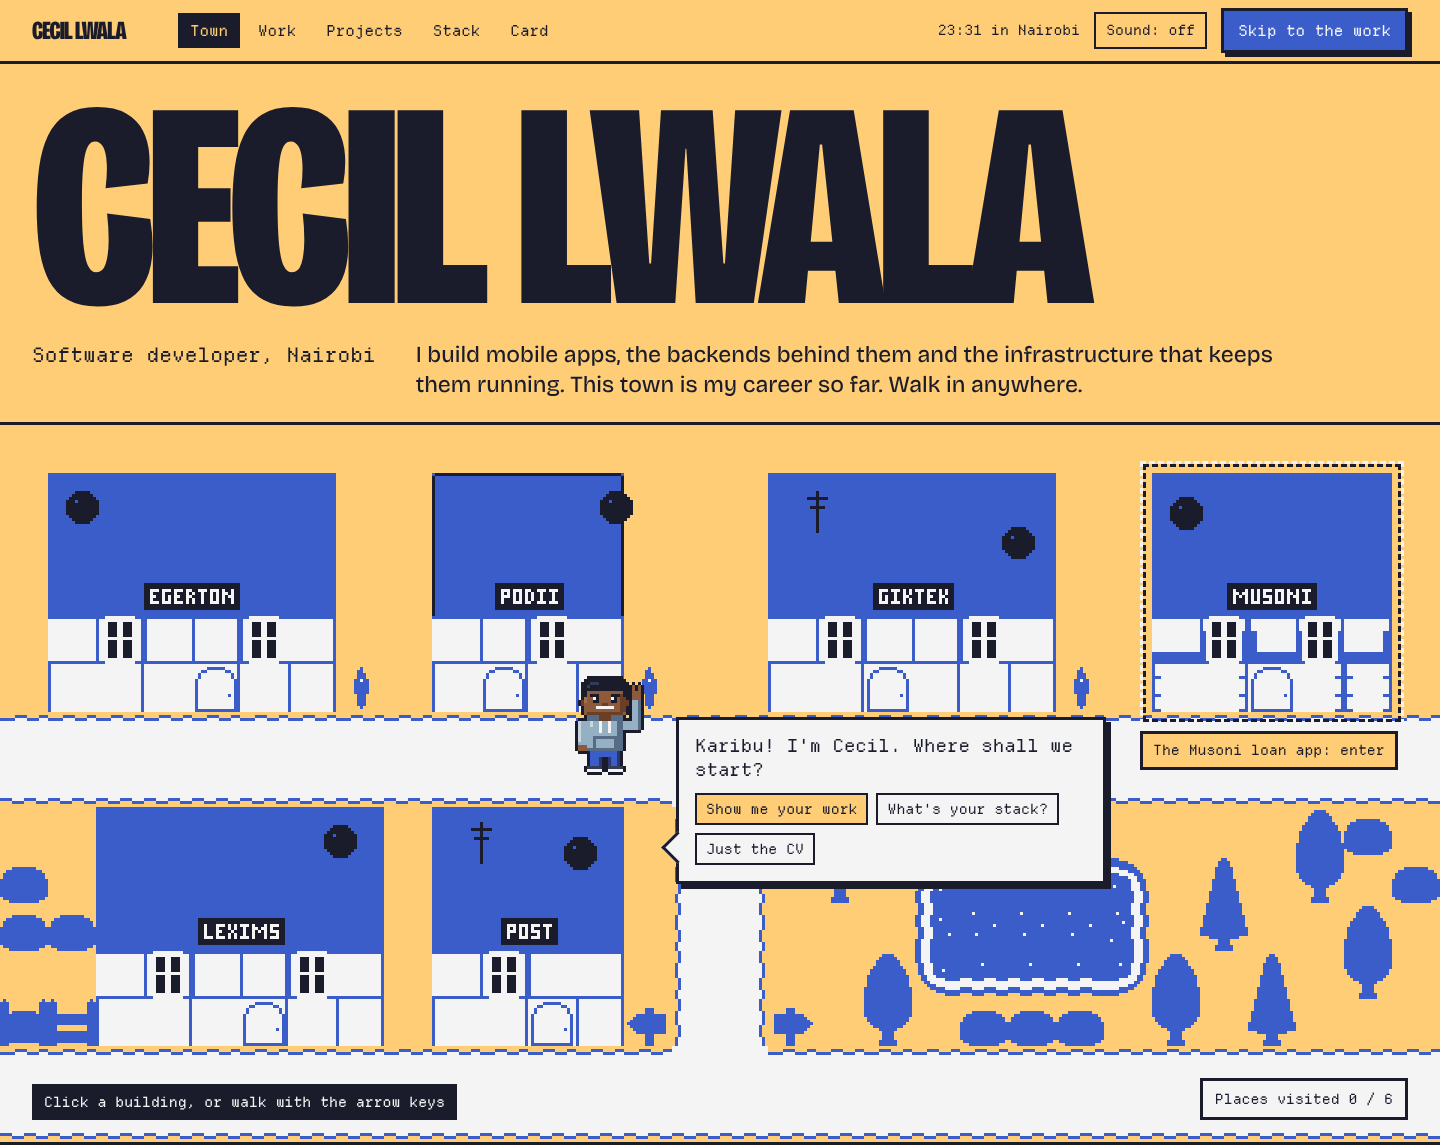 CECIL LWALA
Town Work Projects Stack Card
23:31 in Nairobi
Sound: off
Skip to the work
CECIL LWALA
Software developer, Nairobi
I build mobile apps, the backends behind them and the infrastructure that keeps
them running. This town is my career so far. Walk in anywhere.
EGERTON
PODII
GIKTEK
MUSONI
Karibu! I'm Cecil. Where shall we
start?
Show me your work
What's your stack?
Just the CV
The Musoni loan app: enter
LEXIMS
POST
Click a building, or walk with the arrow keys
Places visited 0 / 6